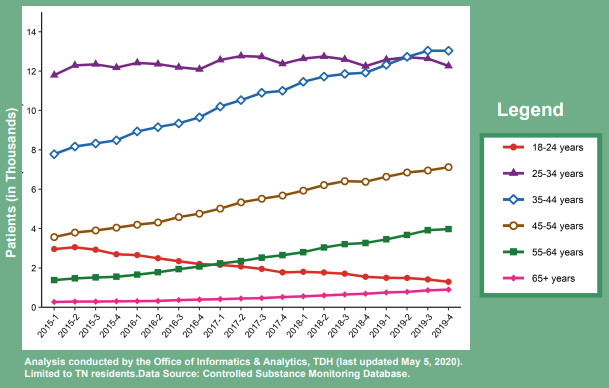 Patients (in Thousands)
14
12
10
8
6
4
2
0
2015-1
2015-2
2015-3
2015-4
2016-1
2016-2
2016-3
2016-4
2017-1
2017-2
2017-3
2017-4
2018-1
2018-2
2018-3
2018-4
2019-1
2019-2
2019-3
2019-4
Legend
18-24 years
25-34 years
35-44 years
45-54 years
55-64 years
65+ years
Analysis conducted by the Office of Informatics & Analytics, TDH (last updated May 5, 2020).
Limited to TN residents.Data Source: Controlled Substance Monitoring Database.